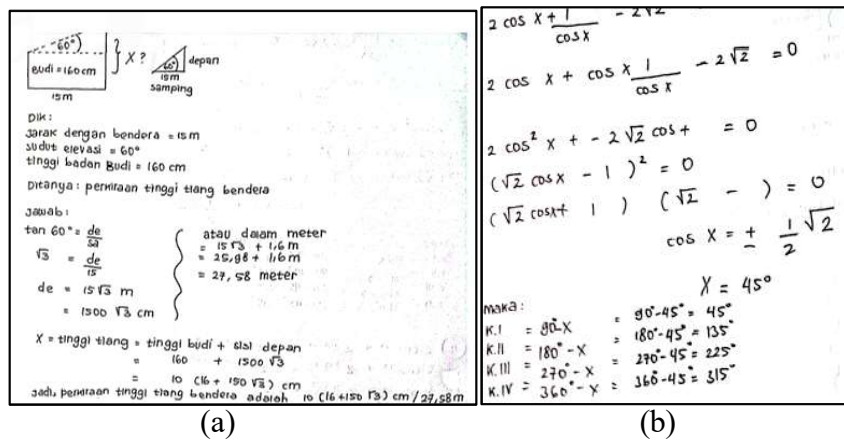 60°)
Budi = 160 cm
} X?
60°
depan
15m
15m
samping
Dik:
Jarak dengan bendera = 15 m
sudut elevasi = 60°
tinggi badan Budi = 160 cm
Ditanya : perkiraan tinggi tiang bendera
Jawab:
tan 60° = de/sa
√3 = de/15
de = 15√3 m
= 1500 √3 cm
atau dalam meter
= 15√3 + 1,6 m
= 25,98 + 1,6 m
= 27,58 meter
X = tinggi tiang = tinggi budi + sisi depan
= 160 + 1500 √3
= 10 (16 + 150 √3) cm
Jadi, perkiraan tinggi tiang bendera adalah 10 (16+150 √3) cm / 27,58 m
(a)
2 cos x + 1/cos x - 2√2
2 cos x + cos x 1/cos x - 2√2 = 0
2 cos² x + - 2√2 cos + = 0
(√2 cos x - 1)² = 0
(√2 cos x + 1) (√2 - ) = 0
cos x = ± 1/2 √2
X = 45°
maka:
K.I = 90°-X = 90°-45° = 45°
K.II = 180°-X = 180°-45° = 135°
K.III = 270°-X = 270°-45° = 225°
K.IV = 360°-X = 360°-45° = 315°
(b)